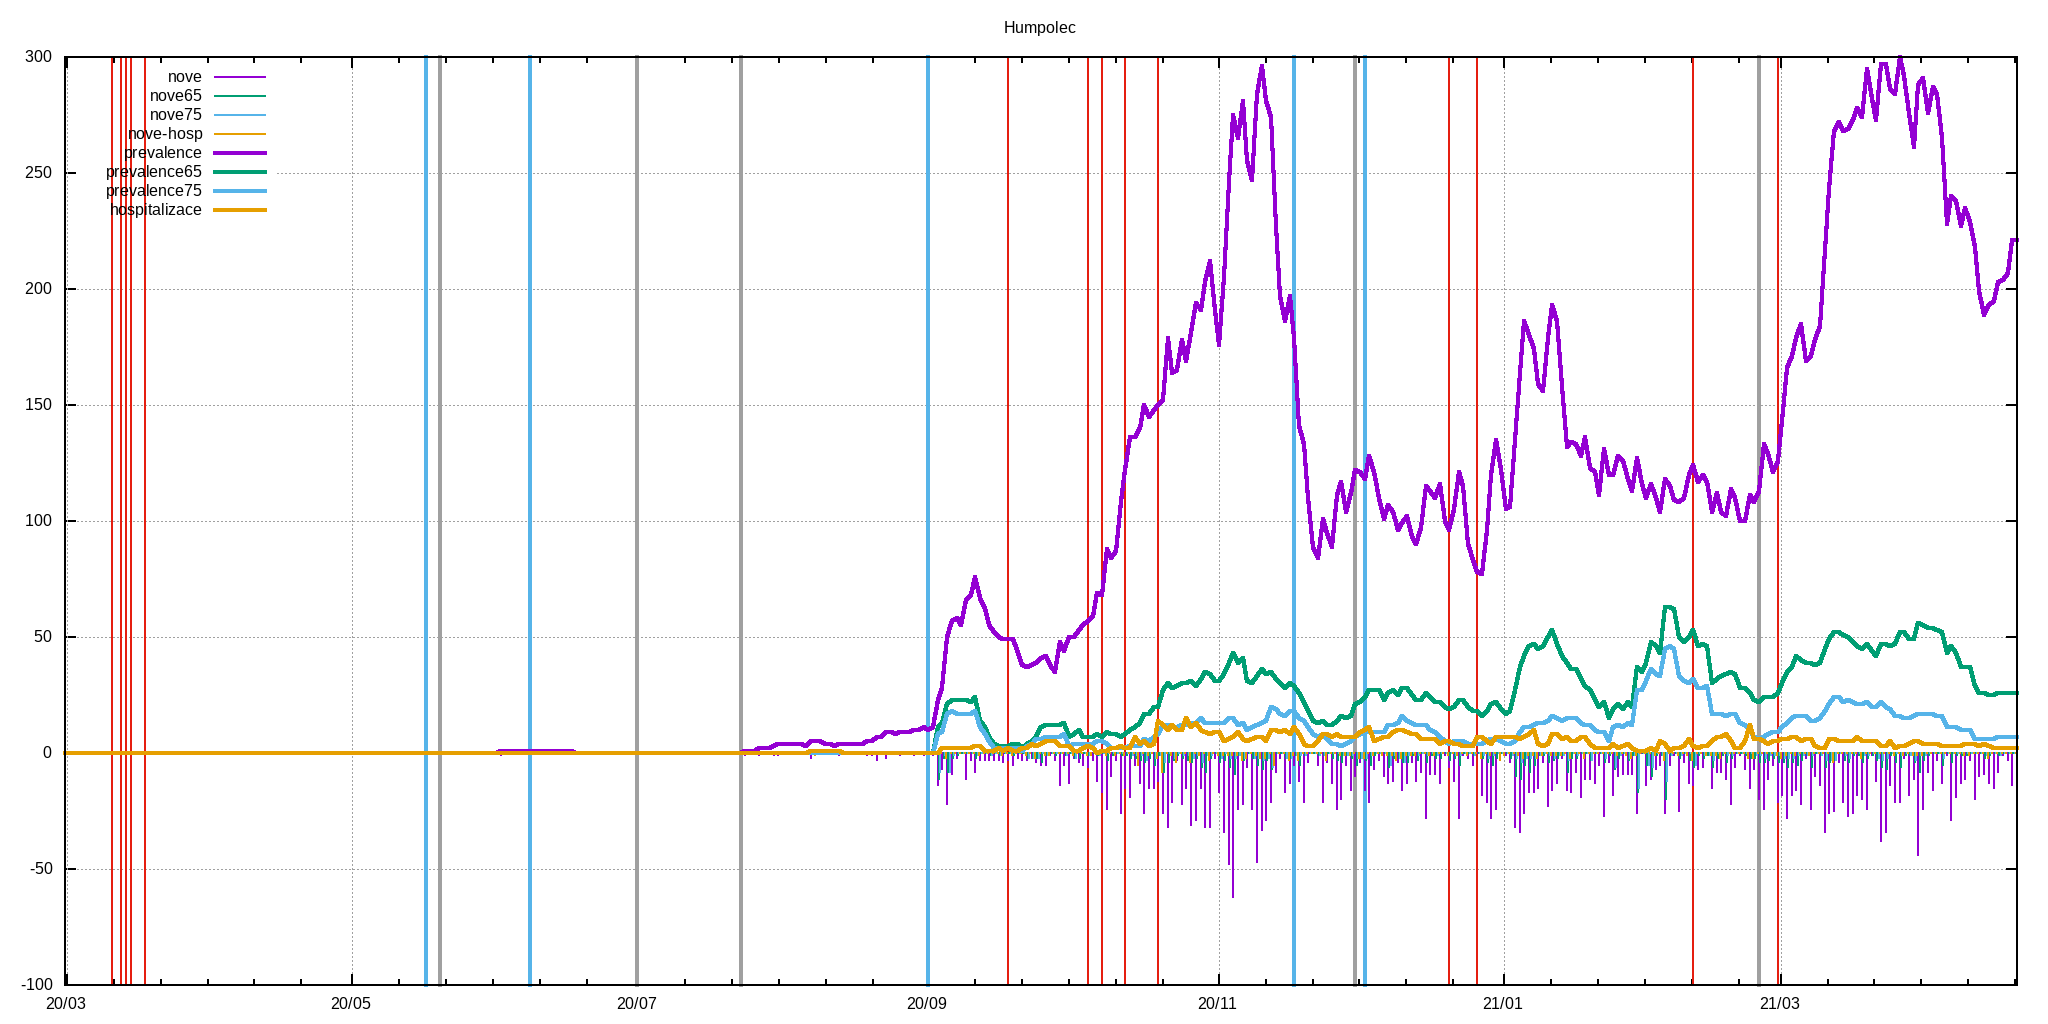 Humpolec
300
250
200
150
100
50
0
-50
-100
nove
nove65
nove75
nove-hosp
prevalence
prevalence65
prevalence75
hospitalizace
20/03 20/05 20/07 20/09 20/11 21/01 21/03